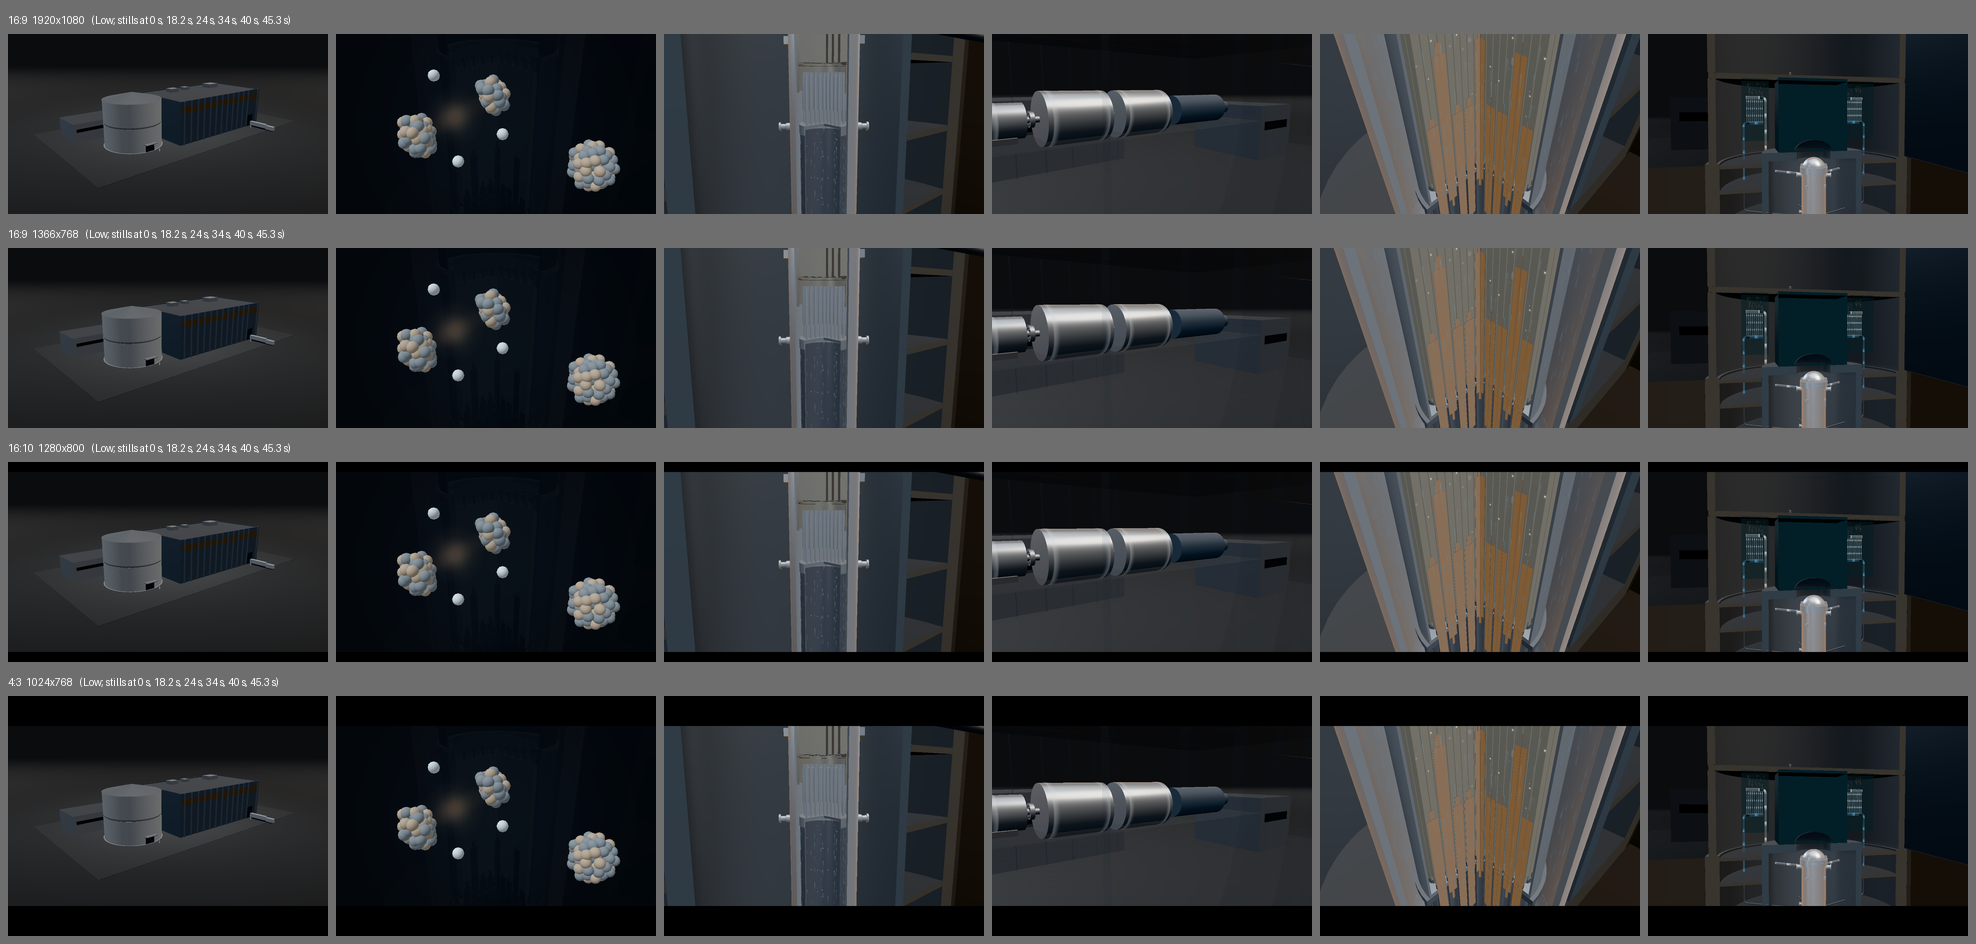 16:9 1920x1080 (Low; stills at 0 s, 18.2 s, 24 s, 34 s, 40 s, 45.3 s)
16:9 1366x768 (Low; stills at 0 s, 18.2 s, 24 s, 34 s, 40 s, 45.3 s)
16:10 1280x800 (Low; stills at 0 s, 18.2 s, 24 s, 34 s, 40 s, 45.3 s)
4:3 1024x768 (Low; stills at 0 s, 18.2 s, 24 s, 34 s, 40 s, 45.3 s)